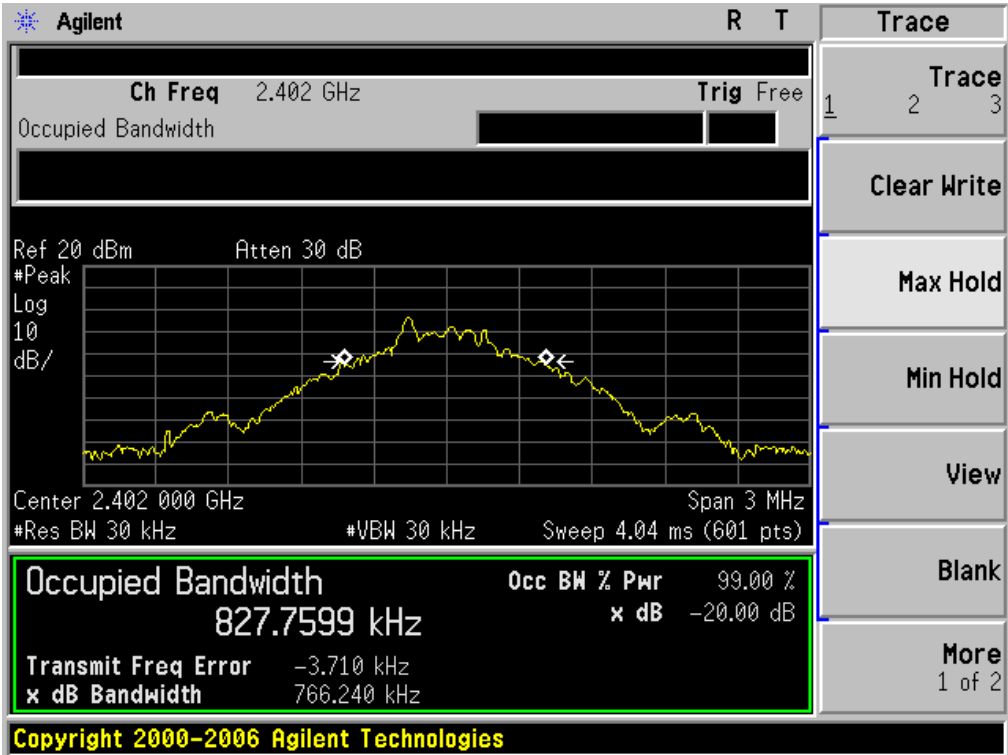 Agilent R T Trace
Ch Freq 2.402 GHz Trig Free
Occupied Bandwidth
Trace
1 2 3
Clear Write
Max Hold
Min Hold
View
Blank
More
1 of 2
Ref 20 dBm Atten 30 dB
#Peak
Log
10
dB/
Center 2.402 000 GHz Span 3 MHz
#Res BW 30 kHz #VBW 30 kHz Sweep 4.04 ms (601 pts)
Occupied Bandwidth Occ BW % Pwr 99.00 %
827.7599 kHz x dB -20.00 dB
Transmit Freq Error -3.710 kHz
x dB Bandwidth 766.240 kHz
Copyright 2000-2006 Agilent Technologies